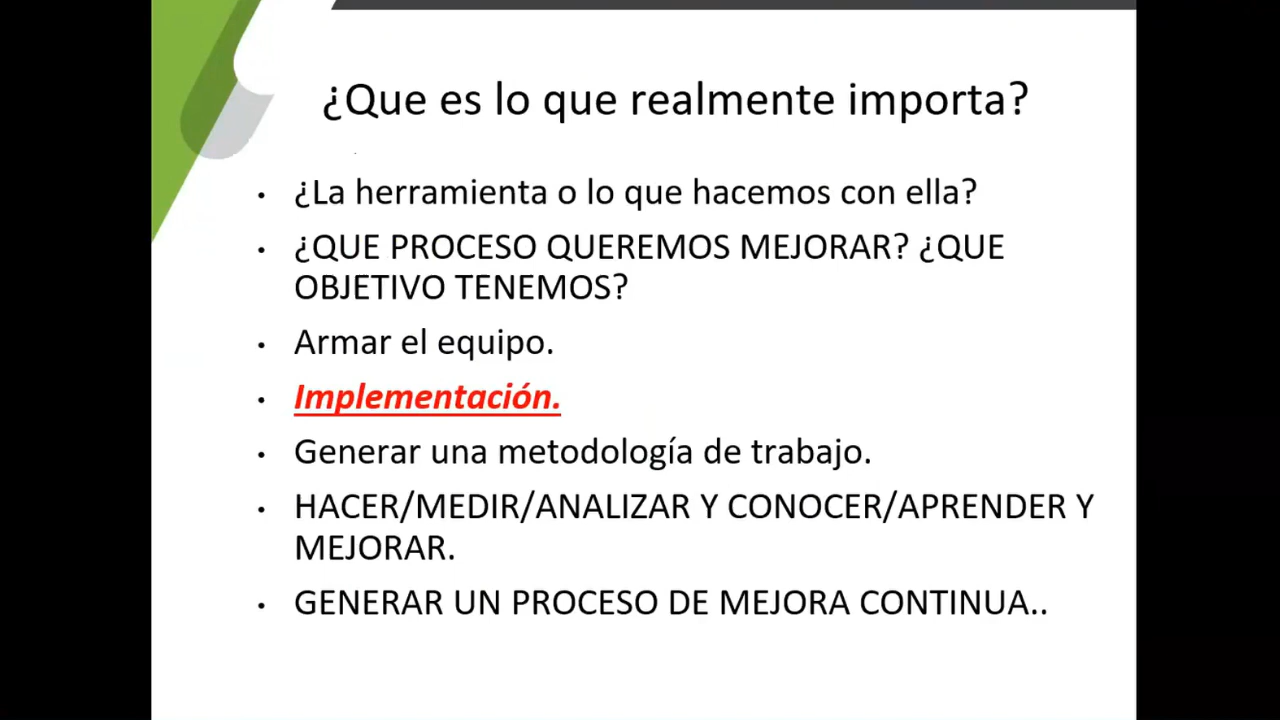 ¿Que es lo que realmente importa?
• ¿La herramienta o lo que hacemos con ella?
• ¿QUE PROCESO QUEREMOS MEJORAR? ¿QUE
OBJETIVO TENEMOS?
• Armar el equipo.
• Implementación.
• Generar una metodología de trabajo.
• HACER/MEDIR/ANALIZAR Y CONOCER/APRENDER Y
MEJORAR.
• GENERAR UN PROCESO DE MEJORA CONTINUA..